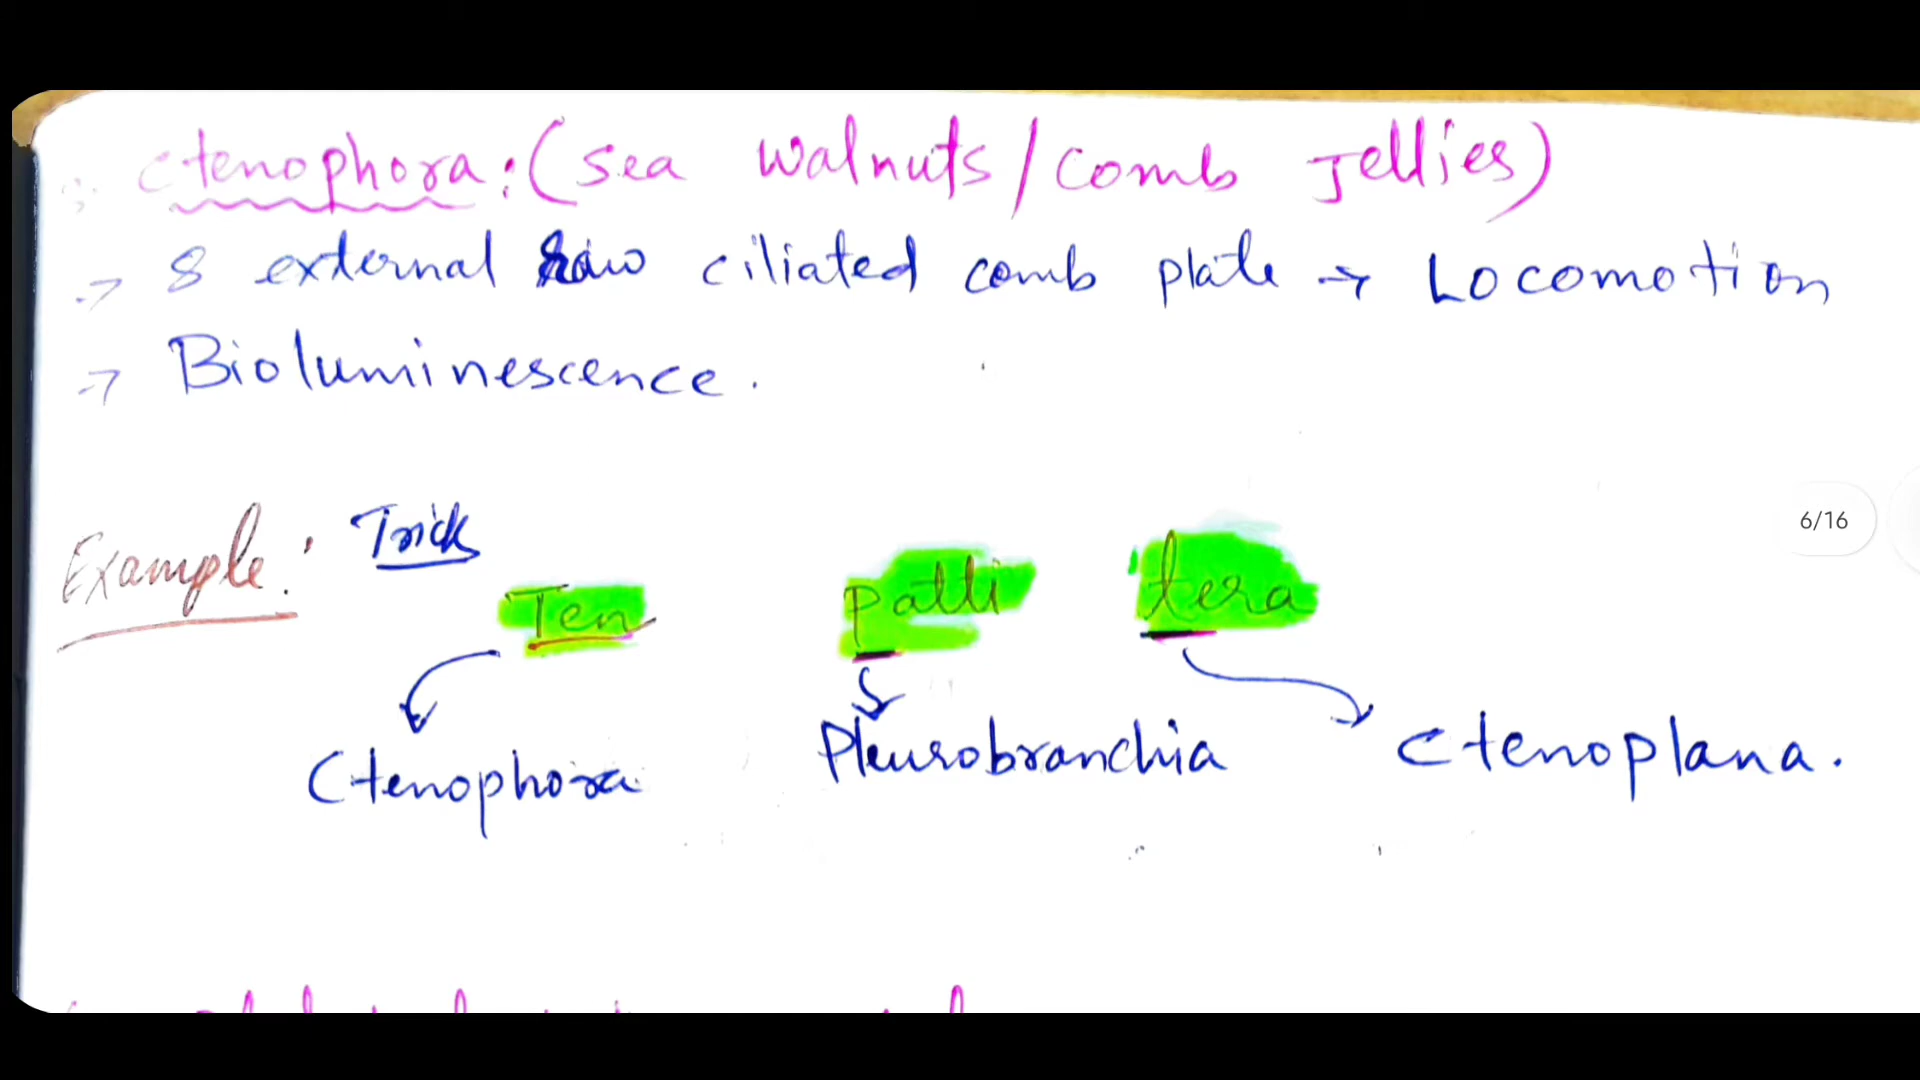 Ctenophora: (sea walnuts/comb Jellies)
→ 8 external row ciliated comb plate → Locomotion
→ Bioluminescence.
6/16
Example: Trick
Ten patti tera
Ctenophora Pleurobranchia Ctenoplana.